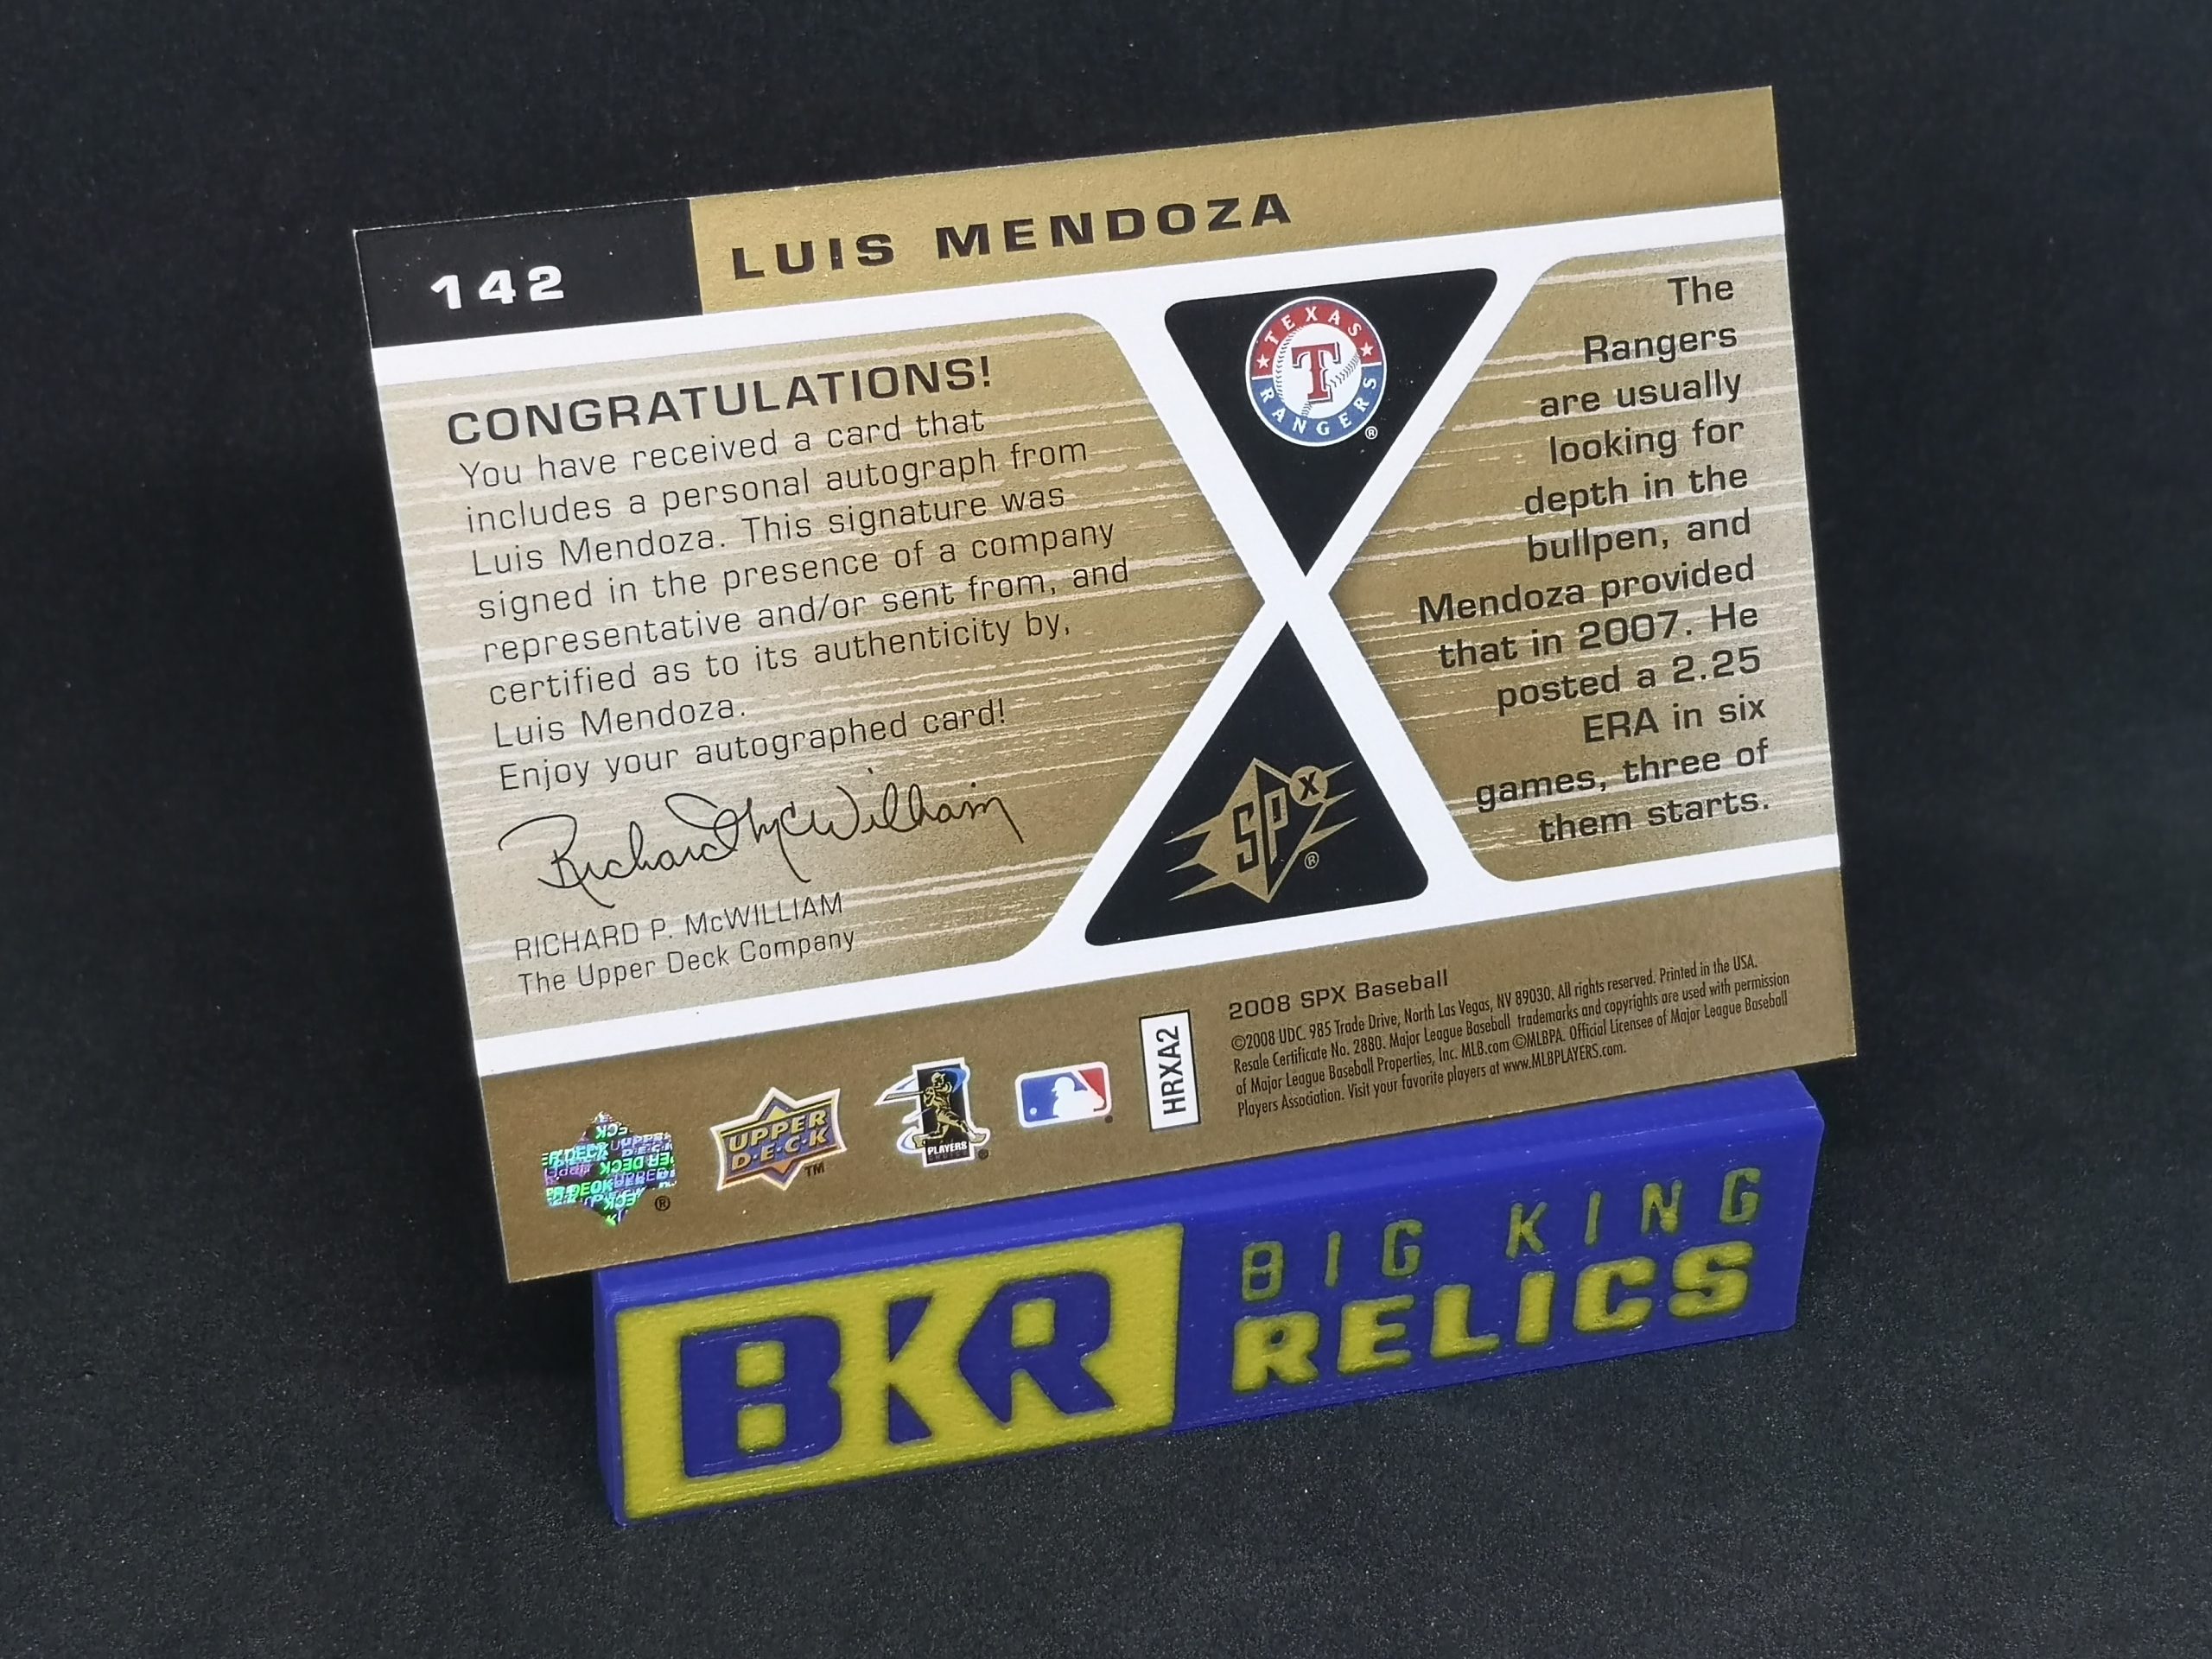 142
LUIS MENDOZA
CONGRATULATIONS!
You have received a card that
includes a personal autograph from
Luis Mendoza. This signature was
signed in the presence of a company
representative and/or sent from, and
certified as to its authenticity by,
Luis Mendoza.
Enjoy your autographed card!
Richard McWilliam
RICHARD P. McWILLIAM
The Upper Deck Company
TEXAS
T
RANGERS
®
SPx
®
The
Rangers
are usually
looking for
depth in the
bullpen, and
Mendoza provided
that in 2007. He
posted a 2.25
ERA in six
games, three of
them starts.
UPPER
D·E·C·K
TM
PLAYERS
®
HRXA2
2008 SPX Baseball
©2008 UDC. 985 Trade Drive, North Las Vegas, NV 89030. All rights reserved. Printed in the USA.
Resale Certificate No. 2880. Major League Baseball trademarks and copyrights are used with permission
of Major League Baseball Properties, Inc. MLB.com ©MLBPA. Official Licensee of Major League Baseball
Players Association. Visit your favorite players at www.MLBPLAYERS.com.
BKR
BIG KING
RELICS